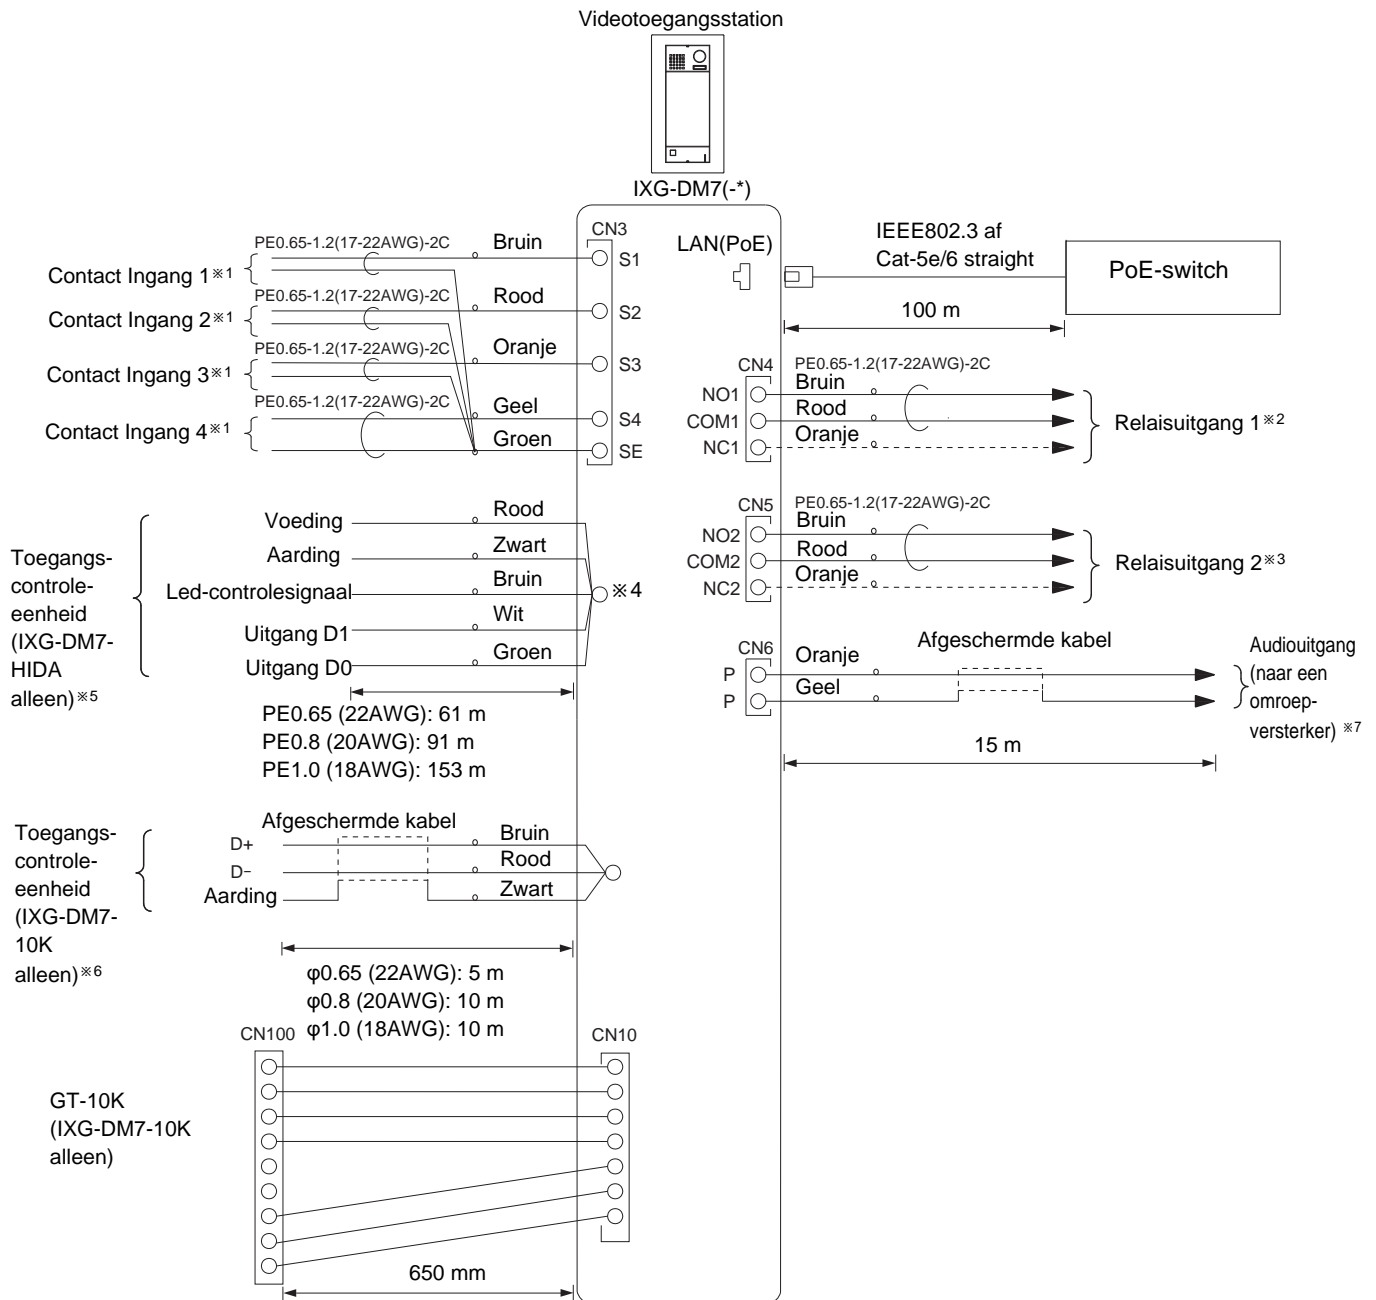 Videotoegangsstation
IXG-DM7(-*)
CN3
PE0.65-1.2(17-22AWG)-2C
Bruin
S1
Contact Ingang 1※1
PE0.65-1.2(17-22AWG)-2C
Rood
S2
Contact Ingang 2※1
PE0.65-1.2(17-22AWG)-2C
Oranje
S3
Contact Ingang 3※1
PE0.65-1.2(17-22AWG)-2C
Geel
S4
Contact Ingang 4※1
Groen
SE
LAN(PoE)
IEEE802.3 af
Cat-5e/6 straight
PoE-switch
100 m
CN4
PE0.65-1.2(17-22AWG)-2C
NO1
Bruin
COM1
Rood
NC1
Oranje
Relaisuitgang 1※2
CN5
PE0.65-1.2(17-22AWG)-2C
NO2
Bruin
COM2
Rood
NC2
Oranje
Relaisuitgang 2※3
CN6
Afgeschermde kabel
P
Oranje
P
Geel
Audiouitgang
(naar een
omroep-
versterker) ※7
15 m
Toegangs-
controle-
eenheid
(IXG-DM7-
HIDA
alleen)※5
Voeding
Rood
Aarding
Zwart
Led-controlesignaal
Bruin
※4
Uitgang D1
Wit
Uitgang D0
Groen
PE0.65 (22AWG): 61 m
PE0.8 (20AWG): 91 m
PE1.0 (18AWG): 153 m
Toegangs-
controle-
eenheid
(IXG-DM7-
10K
alleen)※6
Afgeschermde kabel
D+
Bruin
D-
Rood
Aarding
Zwart
φ0.65 (22AWG): 5 m
φ0.8 (20AWG): 10 m
φ1.0 (18AWG): 10 m
CN100
CN10
GT-10K
(IXG-DM7-10K
alleen)
650 mm